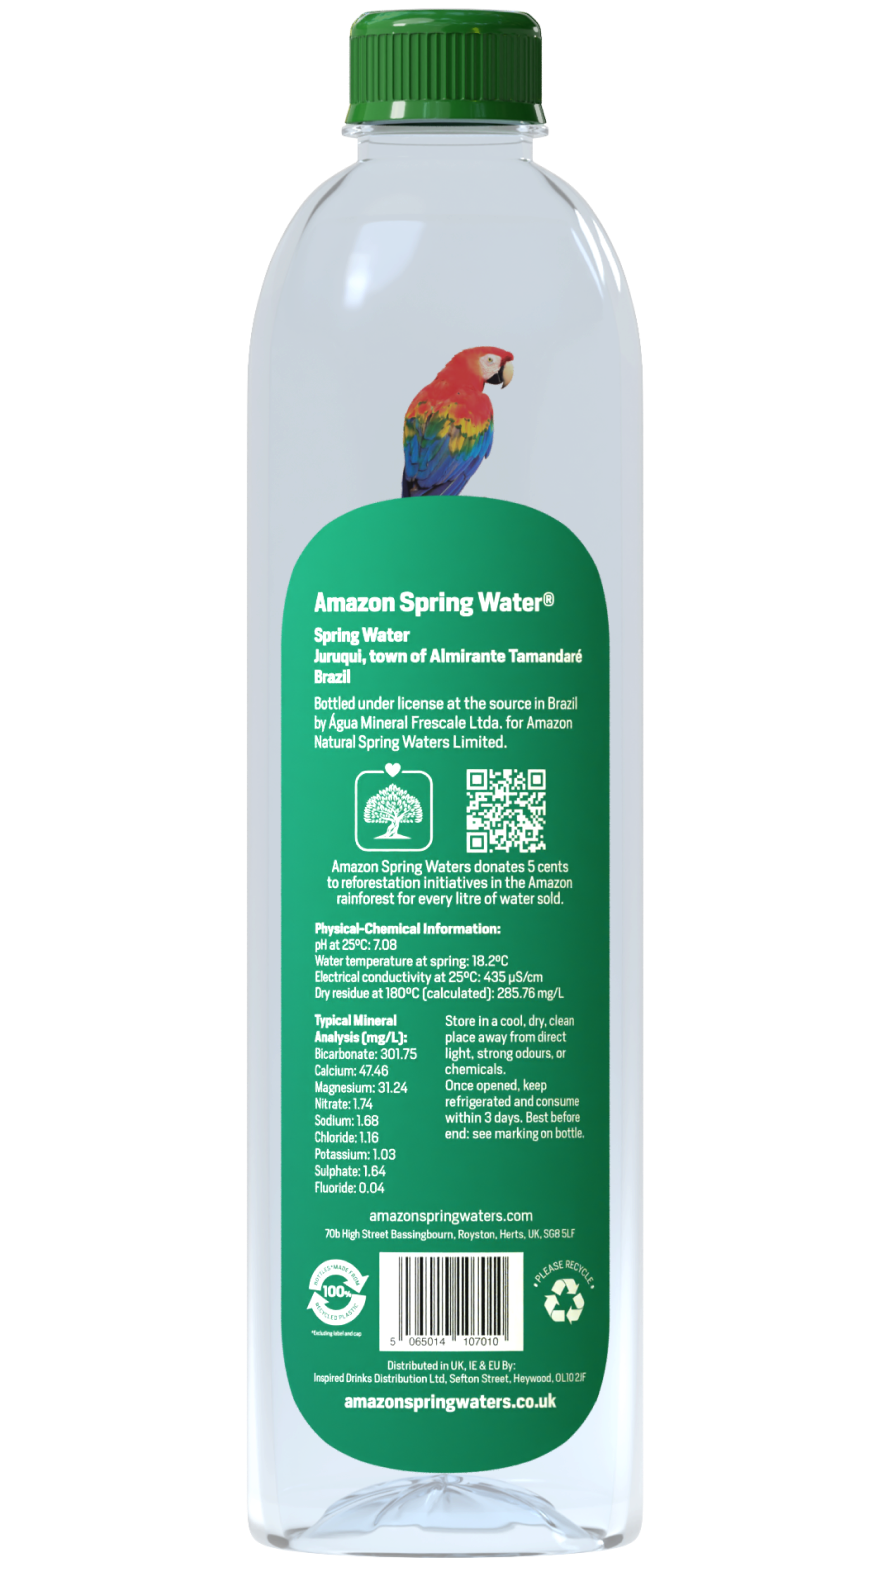 Amazon Spring Water®
Spring Water
Juruqui, town of Almirante Tamandaré
Brazil
Bottled under license at the source in Brazil
by Água Mineral Frescale Ltda. for Amazon
Natural Spring Waters Limited.
Amazon Spring Waters donates 5 cents
to reforestation initiatives in the Amazon
rainforest for every litre of water sold.
Physical-Chemical Information:
pH at 25ºC: 7.08
Water temperature at spring: 18.2ºC
Electrical conductivity at 25ºC: 435 µS/cm
Dry residue at 180ºC (calculated): 285.76 mg/L
Typical Mineral
Analysis (mg/L):
Bicarbonate: 301.75
Calcium: 47.46
Magnesium: 31.24
Nitrate: 1.74
Sodium: 1.68
Chloride: 1.16
Potassium: 1.03
Sulphate: 1.64
Fluoride: 0.04
Store in a cool, dry, clean
place away from direct
light, strong odours, or
chemicals.
Once opened, keep
refrigerated and consume
within 3 days. Best before
end: see marking on bottle.
amazonspringwaters.com
70b High Street Bassingbourn, Royston, Herts, UK, SG8 5LF
BOTTLES* MADE FROM
100%
RECYCLED PLASTIC
*Excluding label and cap
5 065014 107010
• PLEASE RECYCLE •
Distributed in UK, IE & EU By:
Inspired Drinks Distribution Ltd, Sefton Street, Heywood, OL10 2JF
amazonspringwaters.co.uk